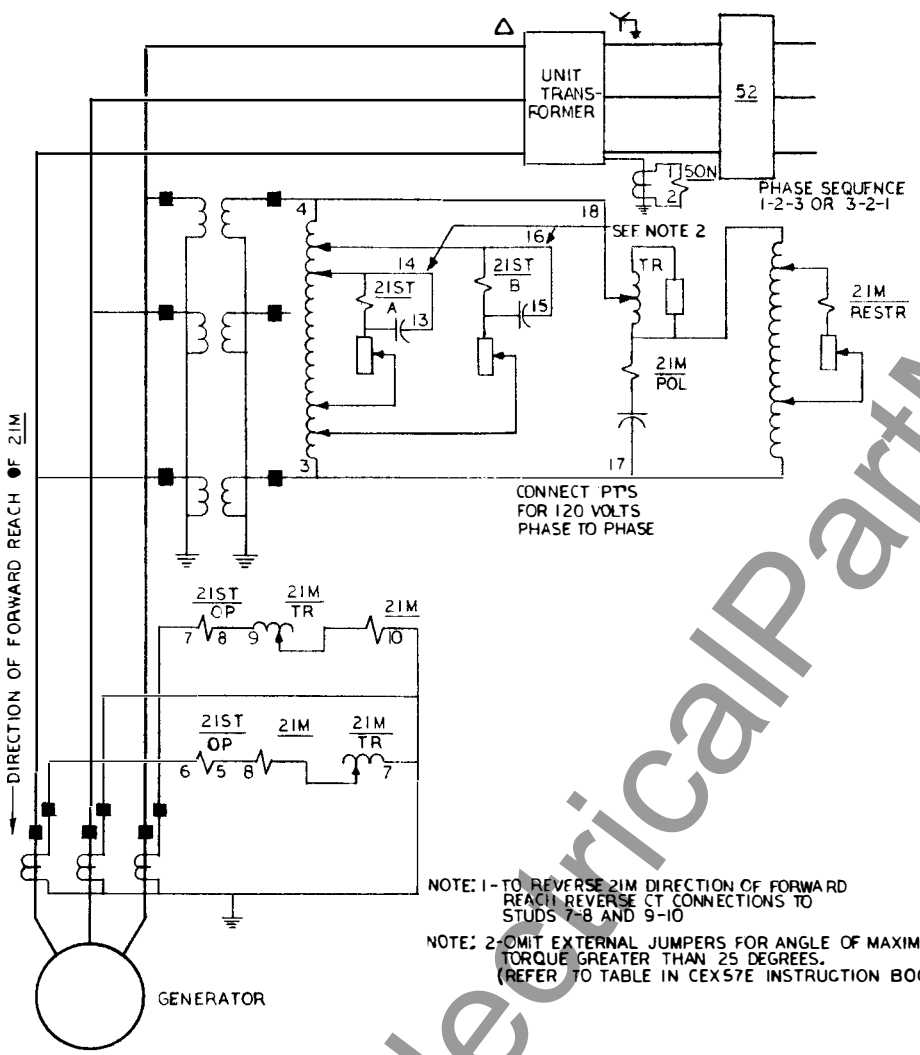 Δ
UNIT
TRANS-
FORMER
52
1
50N
2
PHASE SEQUENCE
1-2-3 OR 3-2-1
4
18
16
SEE NOTE 2
14
21ST
A
13
21ST
B
15
TR
21M
RESTR
21M
POL
3
17
CONNECT PT'S
FOR 120 VOLTS
PHASE TO PHASE
DIRECTION OF FORWARD REACH OF 21M
21ST
OP
21M
TR
21M
7 8 9 10
21ST
OP
21M
21M
TR
6 5 8 7
NOTE: 1-TO REVERSE 21M DIRECTION OF FORWARD
REACH REVERSE CT CONNECTIONS TO
STUDS 7-8 AND 9-10
NOTE: 2-OMIT EXTERNAL JUMPERS FOR ANGLE OF MAXIM
TORQUE GREATER THAN 25 DEGREES.
(REFER TO TABLE IN CEX57E INSTRUCTION BOO
GENERATOR
lectricalPartM